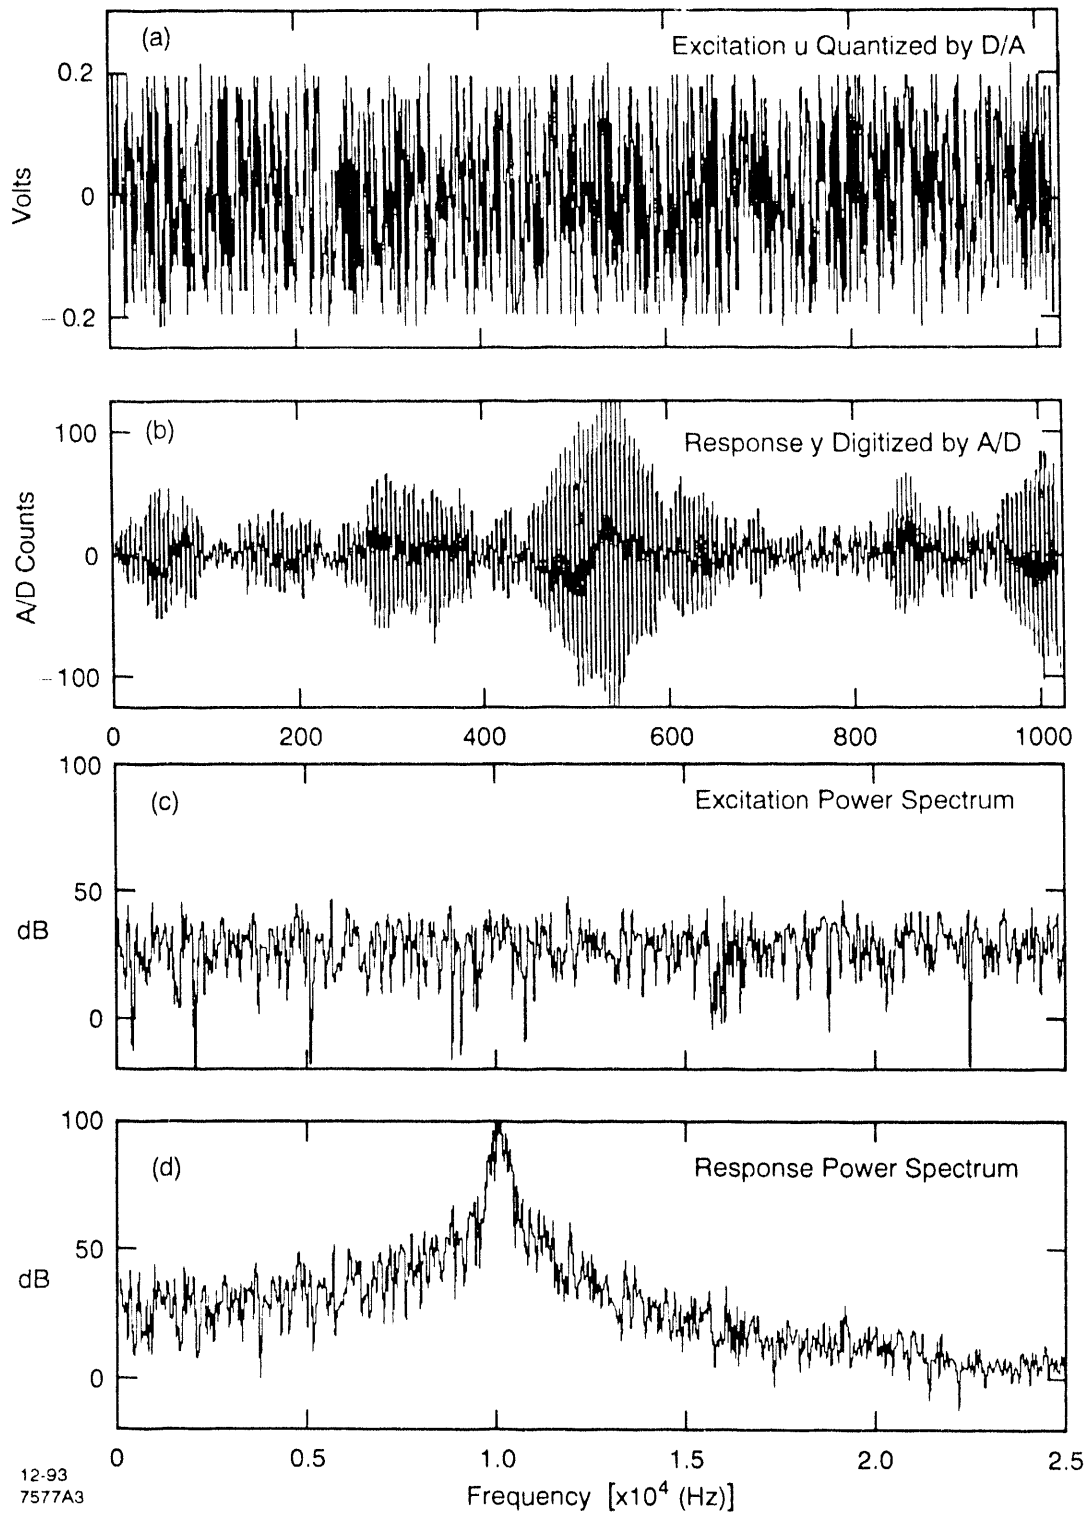 (a)
Excitation u Quantized by D/A
0.2
0
-0.2
Volts
(b)
Response y Digitized by A/D
100
0
-100
A/D Counts
0 200 400 600 800 1000
100
(c)
Excitation Power Spectrum
50
dB
0
100
(d)
Response Power Spectrum
50
dB
0
0 0.5 1.0 1.5 2.0 2.5
Frequency [x10⁴ (Hz)]
12-93
7577A3